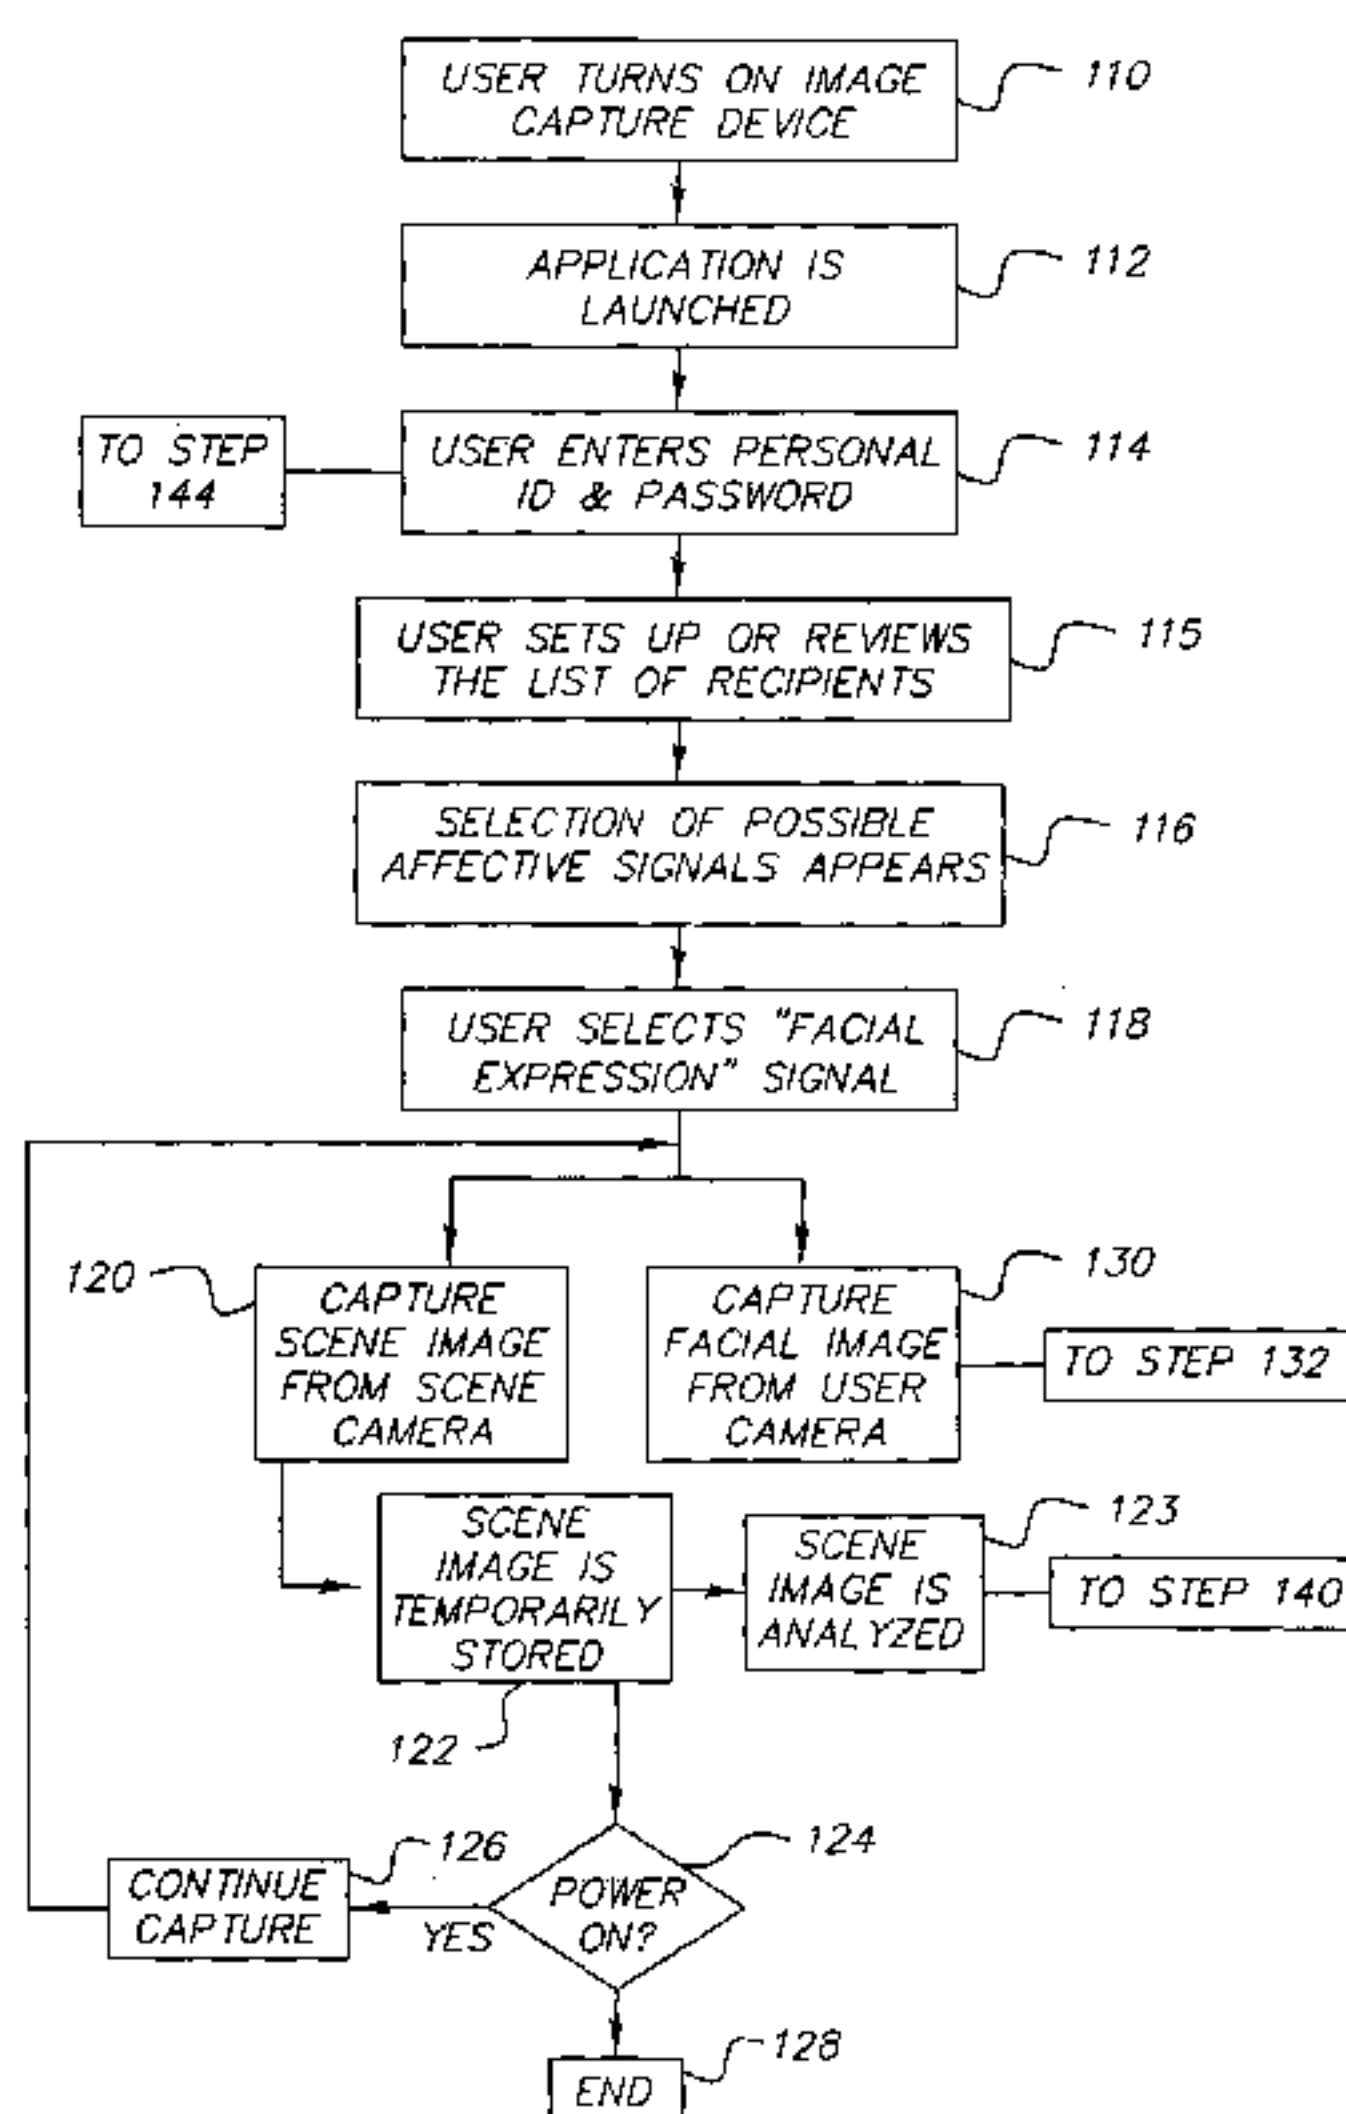 USER TURNS ON IMAGE
CAPTURE DEVICE
110
APPLICATION IS
LAUNCHED
112
TO STEP
144
USER ENTERS PERSONAL
ID & PASSWORD
114
USER SETS UP OR REVIEWS
THE LIST OF RECIPIENTS
115
SELECTION OF POSSIBLE
AFFECTIVE SIGNALS APPEARS
116
USER SELECTS "FACIAL
EXPRESSION" SIGNAL
118
120
CAPTURE
SCENE IMAGE
FROM SCENE
CAMERA
CAPTURE
FACIAL IMAGE
FROM USER
CAMERA
130
TO STEP 132
SCENE
IMAGE IS
TEMPORARILY
STORED
122
SCENE
IMAGE IS
ANALYZED
123
TO STEP 140
POWER
ON?
124
YES
CONTINUE
CAPTURE
126
END
128